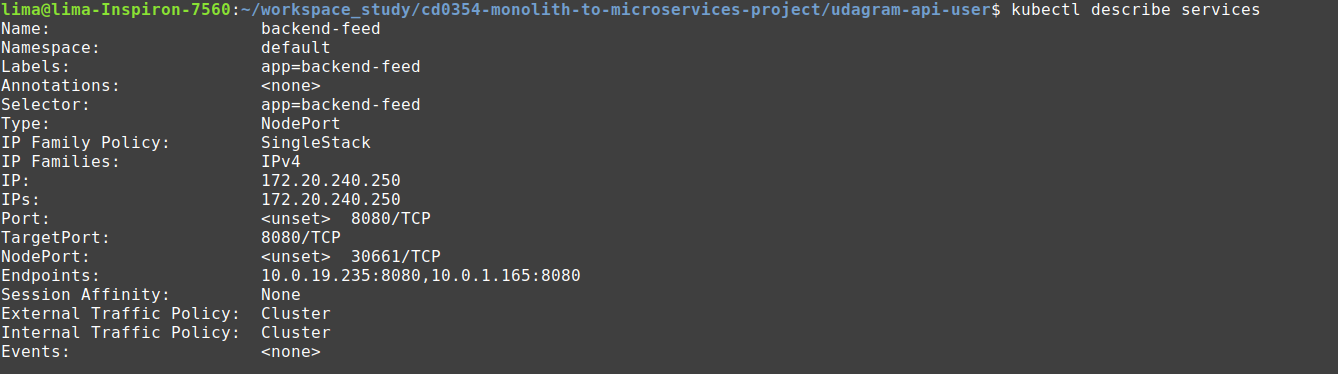 lima@lima-Inspiron-7560:~/workspace_study/cd0354-monolith-to-microservices-project/udagram-api-user$ kubectl describe services
Name:                     backend-feed
Namespace:                default
Labels:                   app=backend-feed
Annotations:              <none>
Selector:                 app=backend-feed
Type:                     NodePort
IP Family Policy:         SingleStack
IP Families:              IPv4
IP:                       172.20.240.250
IPs:                      172.20.240.250
Port:                     <unset>  8080/TCP
TargetPort:               8080/TCP
NodePort:                 <unset>  30661/TCP
Endpoints:                10.0.19.235:8080,10.0.1.165:8080
Session Affinity:         None
External Traffic Policy:  Cluster
Internal Traffic Policy:  Cluster
Events:                   <none>